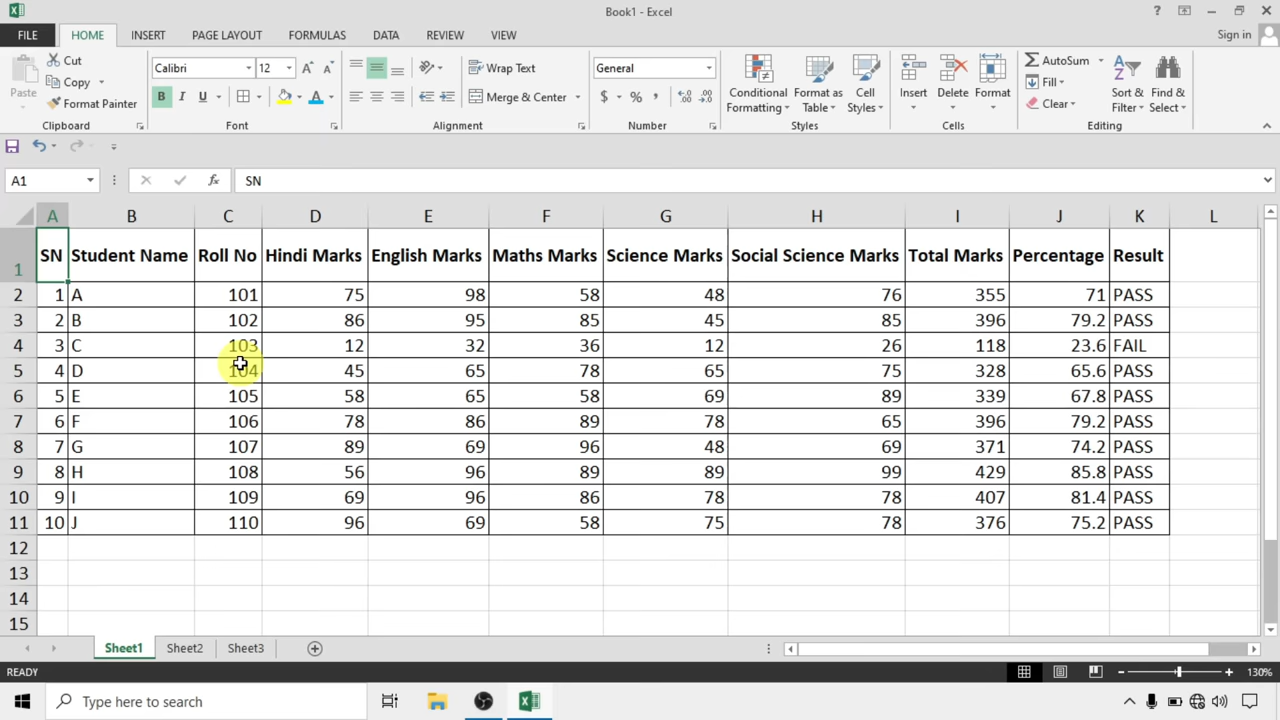 Book1 - Excel
?
FILE HOME INSERT PAGE LAYOUT FORMULAS DATA REVIEW VIEW Sign in
Paste
Cut
Copy
Format Painter
Clipboard
Calibri 12
B I U A
Font
Wrap Text
Merge & Center
Alignment
General
$ % ,
Number
Conditional Formatting
Format as Table
Cell Styles
Styles
Insert Delete Format
Cells
AutoSum
Fill
Clear
Sort & Filter
Find & Select
Editing
A1 fx SN
A B C D E F G H I J K L
1 SN Student Name Roll No Hindi Marks English Marks Maths Marks Science Marks Social Science Marks Total Marks Percentage Result
2 1 A 101 75 98 58 48 76 355 71 PASS
3 2 B 102 86 95 85 45 85 396 79.2 PASS
4 3 C 103 12 32 36 12 26 118 23.6 FAIL
5 4 D 104 45 65 78 65 75 328 65.6 PASS
6 5 E 105 58 65 58 69 89 339 67.8 PASS
7 6 F 106 78 86 89 78 65 396 79.2 PASS
8 7 G 107 89 69 96 48 69 371 74.2 PASS
9 8 H 108 56 96 89 89 99 429 85.8 PASS
10 9 I 109 69 96 86 78 78 407 81.4 PASS
11 10 J 110 96 69 58 75 78 376 75.2 PASS
12
13
14
15
Sheet1 Sheet2 Sheet3
READY 130%
Type here to search